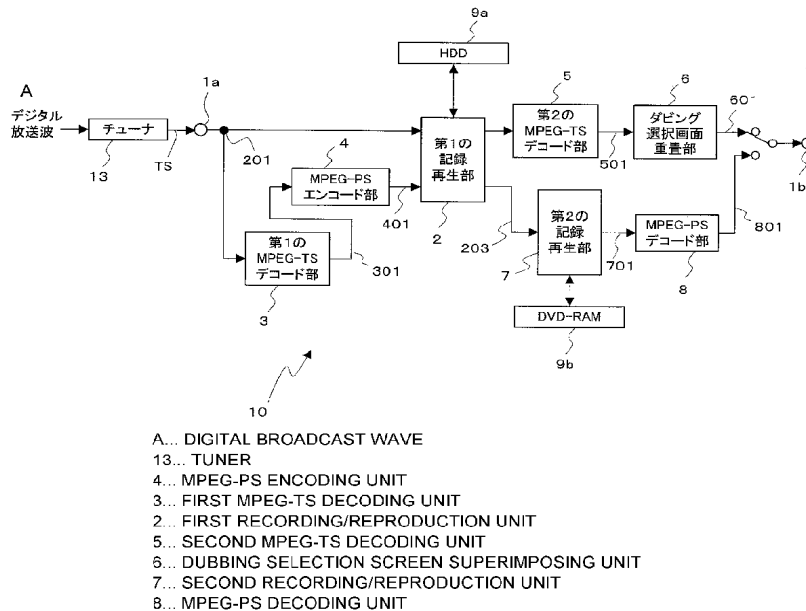 9a
HDD
A
デジタル
放送波
1a
チューナ
13
TS
201
4
MPEG-PS
エンコード部
401
第1の
記録
再生部
2
5
第2の
MPEG-TS
デコード部
501
6
ダビング
選択画面
重畳部
60
1b
第1の
MPEG-TS
デコード部
3
301
203
第2の
記録
再生部
7
701
MPEG-PS
デコード部
8
801
DVD-RAM
9b
10
A... DIGITAL BROADCAST WAVE
13... TUNER
4... MPEG-PS ENCODING UNIT
3... FIRST MPEG-TS DECODING UNIT
2... FIRST RECORDING/REPRODUCTION UNIT
5... SECOND MPEG-TS DECODING UNIT
6... DUBBING SELECTION SCREEN SUPERIMPOSING UNIT
7... SECOND RECORDING/REPRODUCTION UNIT
8... MPEG-PS DECODING UNIT